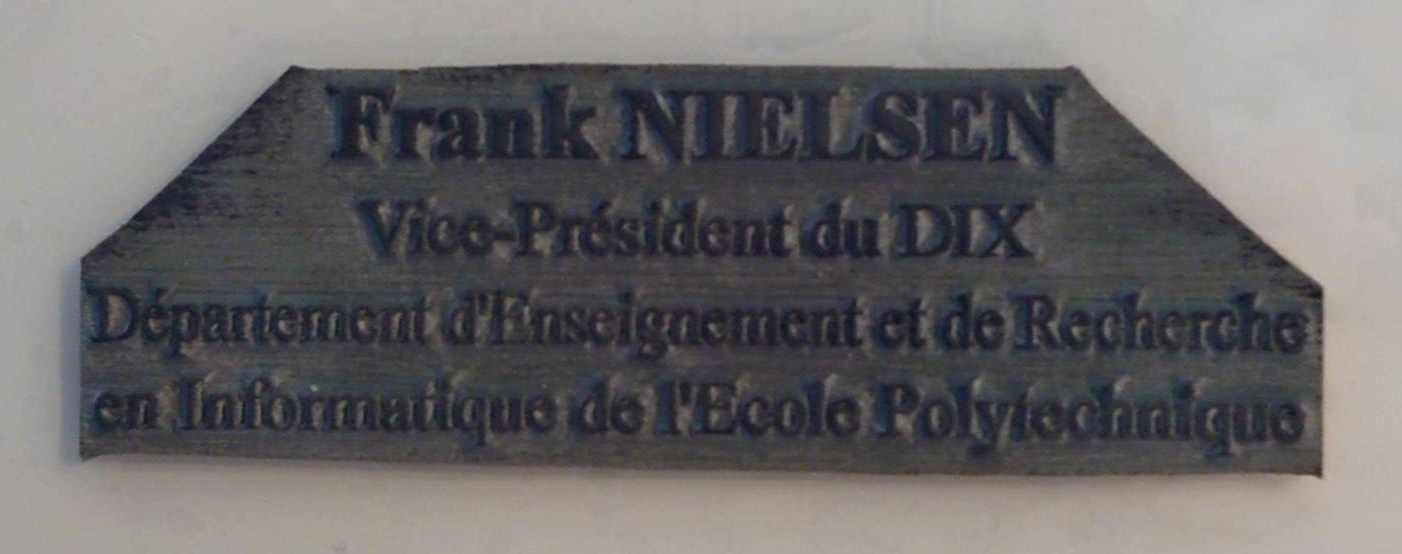 Frank NIELSEN
Vice-Président du DIX
Département d'Enseignement et de Recherche
en Informatique de l'Ecole Polytechnique